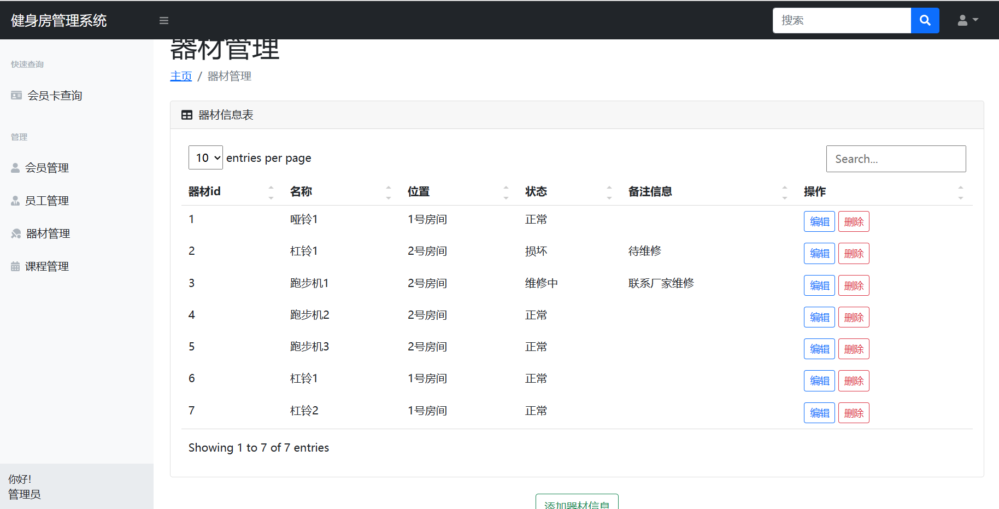 健身房管理系统
搜索
快速查询
会员卡查询
管理
会员管理
员工管理
器材管理
课程管理
你好!
管理员
器材管理
主页 / 器材管理
器材信息表
10 entries per page
Search...
器材id 名称 位置 状态 备注信息 操作
1 哑铃1 1号房间 正常 编辑 删除
2 杠铃1 2号房间 损坏 待维修 编辑 删除
3 跑步机1 2号房间 维修中 联系厂家维修 编辑 删除
4 跑步机2 2号房间 正常 编辑 删除
5 跑步机3 2号房间 正常 编辑 删除
6 杠铃1 1号房间 正常 编辑 删除
7 杠铃2 1号房间 正常 编辑 删除
Showing 1 to 7 of 7 entries
添加器材信息